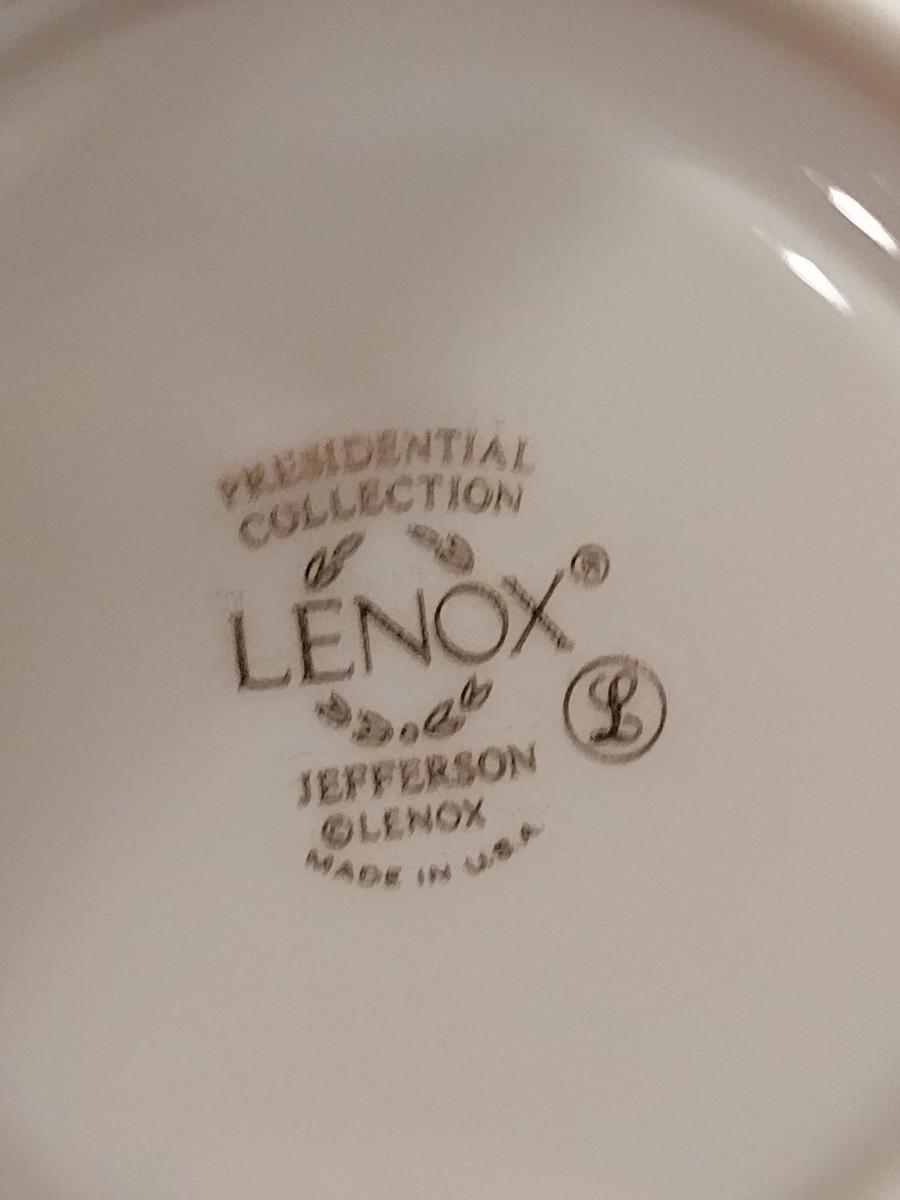 PRESIDENTIAL
COLLECTION
LENOX®
L
JEFFERSON
©LENOX
MADE IN U.S.A